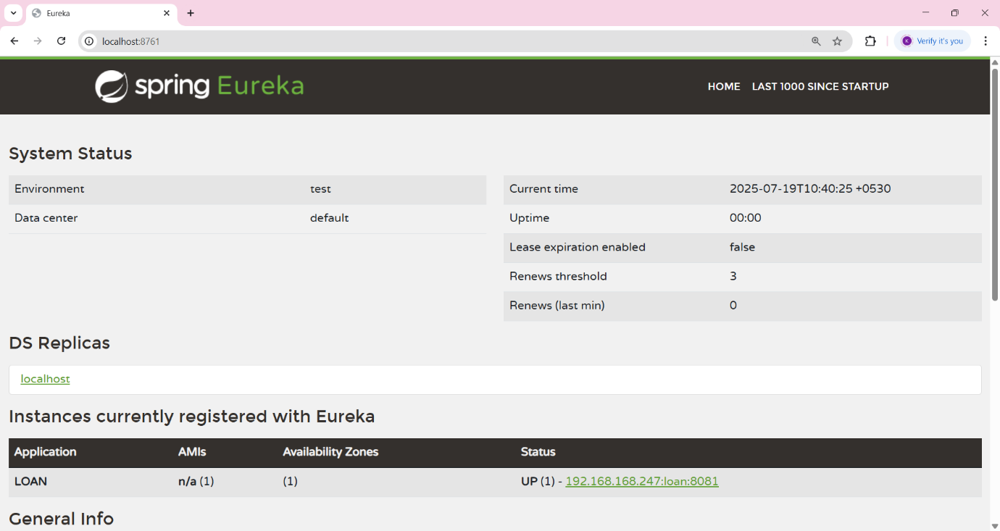 Eureka
localhost:8761
K Verify it's you
spring Eureka
HOME LAST 1000 SINCE STARTUP
System Status
Environment test
Data center default
Current time 2025-07-19T10:40:25 +0530
Uptime 00:00
Lease expiration enabled false
Renews threshold 3
Renews (last min) 0
DS Replicas
localhost
Instances currently registered with Eureka
Application AMIs Availability Zones Status
LOAN n/a (1) (1) UP (1) - 192.168.168.247:loan:8081
General Info